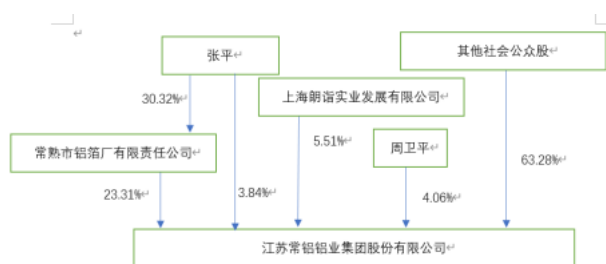 张平
其他社会公众股
30.32%
上海朗诣实业发展有限公司
常熟市铝箔厂有限责任公司
5.51%
周卫平
63.28%
23.31%
3.84%
4.06%
江苏常铝铝业集团股份有限公司